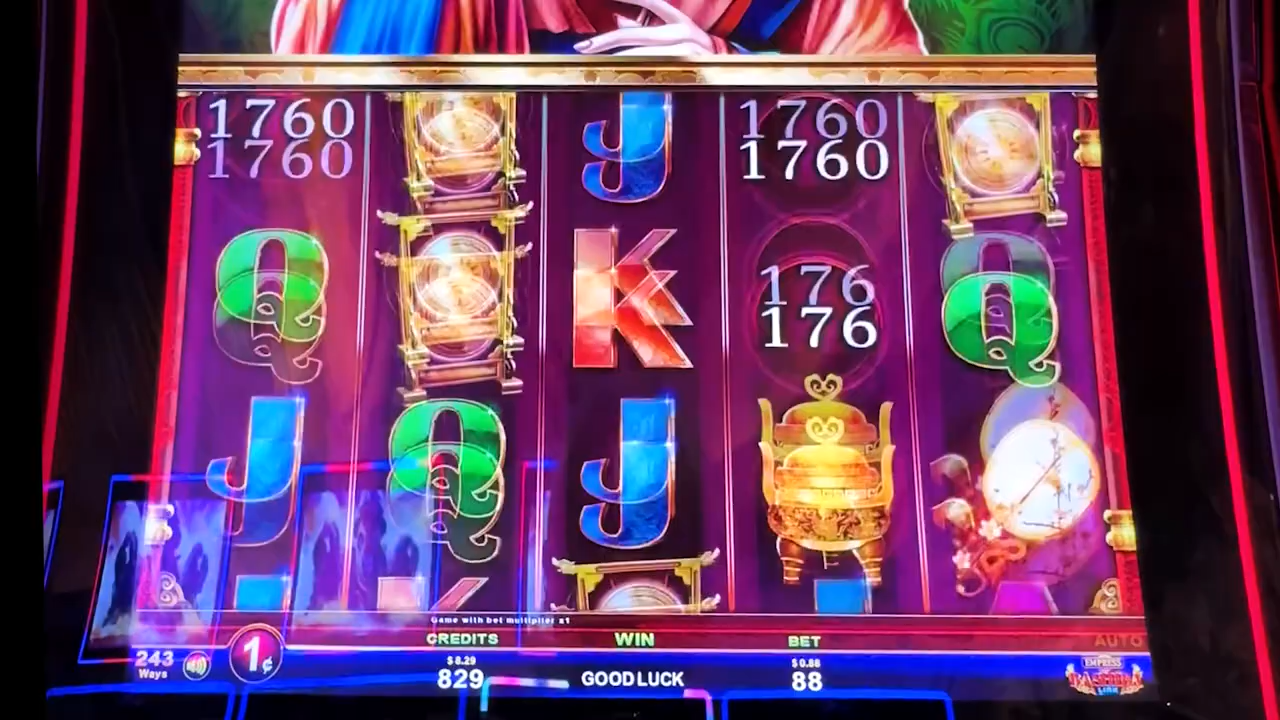 1760
1760
1760
1760
J
Q
K
176
176
Q
J
Q
J
K
Game with bet multiplier x1
243
Ways
1¢
CREDITS
$8.29
829
WIN
GOOD LUCK
BET
$0.88
88
AUTO
EMPRESS
LINK